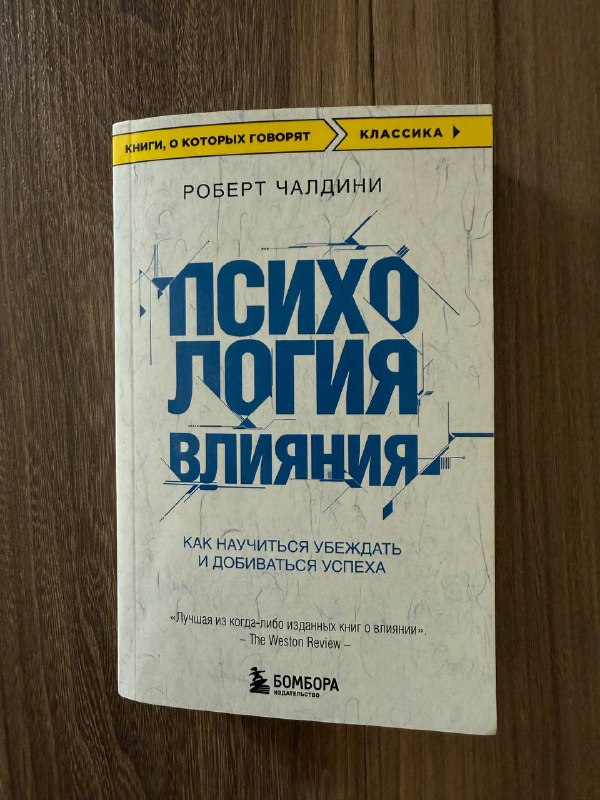 КНИГИ, О КОТОРЫХ ГОВОРЯТ
КЛАССИКА
РОБЕРТ ЧАЛДИНИ
ПСИХО
ЛОГИЯ
ВЛИЯНИЯ
КАК НАУЧИТЬСЯ УБЕЖДАТЬ
И ДОБИВАТЬСЯ УСПЕХА
«Лучшая из когда-либо изданных книг о влиянии».
– The Weston Review –
БОМБОРА
ИЗДАТЕЛЬСТВО